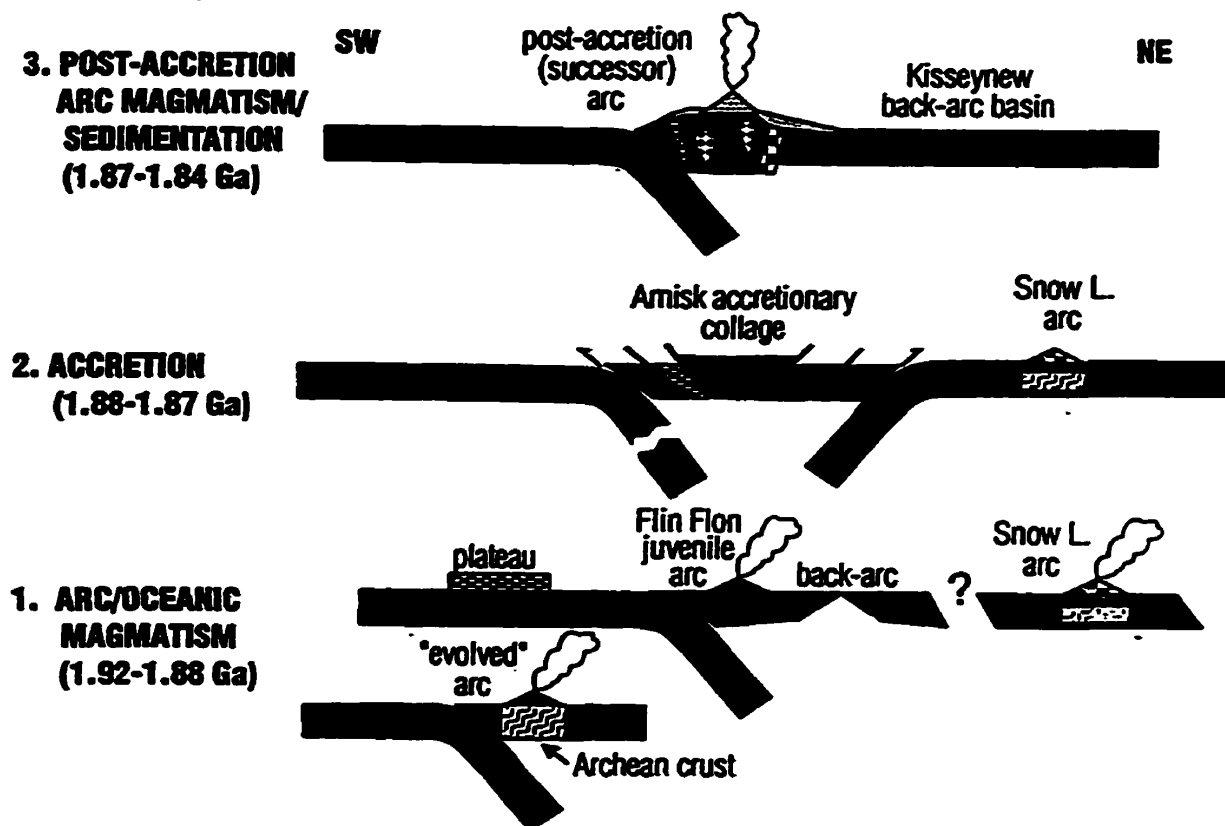 3. POST-ACCRETION
ARC MAGMATISM/
SEDIMENTATION
(1.87-1.84 Ga)
SW
post-accretion
(successor)
arc
Kisseynew
back-arc basin
NE
2. ACCRETION
(1.88-1.87 Ga)
Amisk accretionary
collage
Snow L.
arc
1. ARC/OCEANIC
MAGMATISM
(1.92-1.88 Ga)
plateau
Flin Flon
juvenile
arc
back-arc
?
Snow L.
arc
"evolved"
arc
Archean crust